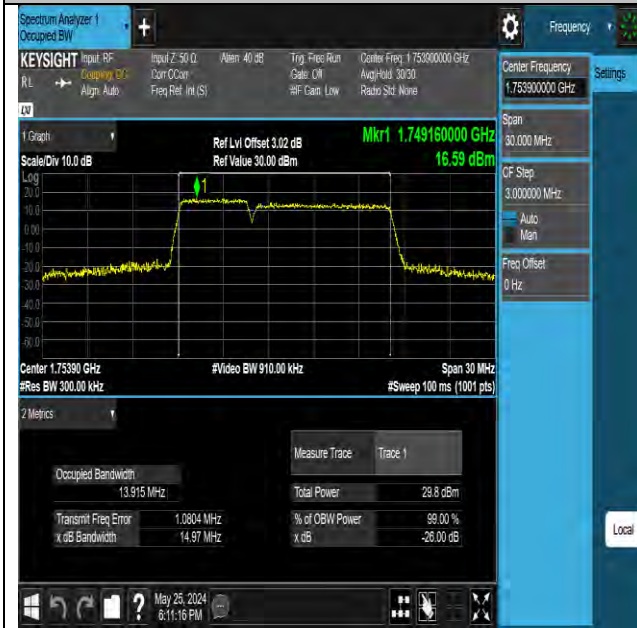 Spectrum Analyzer 1
Occupied BW
+
Frequency
KEYSIGHT
RL
Input: RF
Coupling: DC
Align: Auto
Input Z: 50 Ω
Corr CCorr
Freq Ref: Int (S)
Atten: 40 dB
Trig: Free Run
Gate: Off
#IF Gain: Low
Center Freq: 1.753900000 GHz
Avg|Hold: 30/30
Radio Std: None
LXI
Center Frequency
1.753900000 GHz
Settings
Span
30.000 MHz
CF Step
3.000000 MHz
Auto
Man
Freq Offset
0 Hz
1 Graph
Scale/Div 10.0 dB
Ref Lvl Offset 3.02 dB
Ref Value 30.00 dBm
Mkr1 1.749160000 GHz
16.59 dBm
Log
20.0
10.0
0.00
-10.0
-20.0
-30.0
-40.0
-50.0
1
Center 1.75390 GHz
#Res BW 300.00 kHz
#Video BW 910.00 kHz
Span 30 MHz
#Sweep 100 ms (1001 pts)
2 Metrics
Measure Trace Trace 1
Occupied Bandwidth
13.915 MHz
Total Power 29.8 dBm
Transmit Freq Error 1.0804 MHz
% of OBW Power 99.00 %
x dB Bandwidth 14.97 MHz
x dB -26.00 dB
Local
?
May 25, 2024
6:11:16 PM